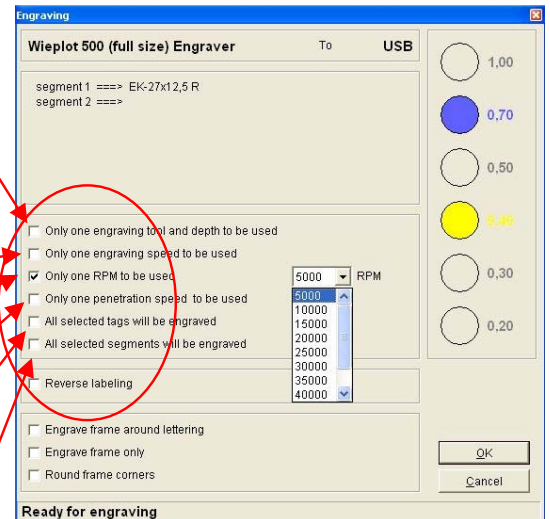 Engraving
Wieplot 500 (full size) Engraver To USB
segment 1 ===> EK-27x12,5 R
segment 2 ===>
Only one engraving tool and depth to be used
Only one engraving speed to be used
Only one RPM to be used 5000 RPM
5000
10000
15000
20000
25000
30000
35000
40000
Only one penetration speed to be used
All selected tags will be engraved
All selected segments will be engraved
Reverse labeling
Engrave frame around lettering
Engrave frame only
Round frame corners
1,00
0,70
0,50
0,40
0,30
0,20
OK
Cancel
Ready for engraving